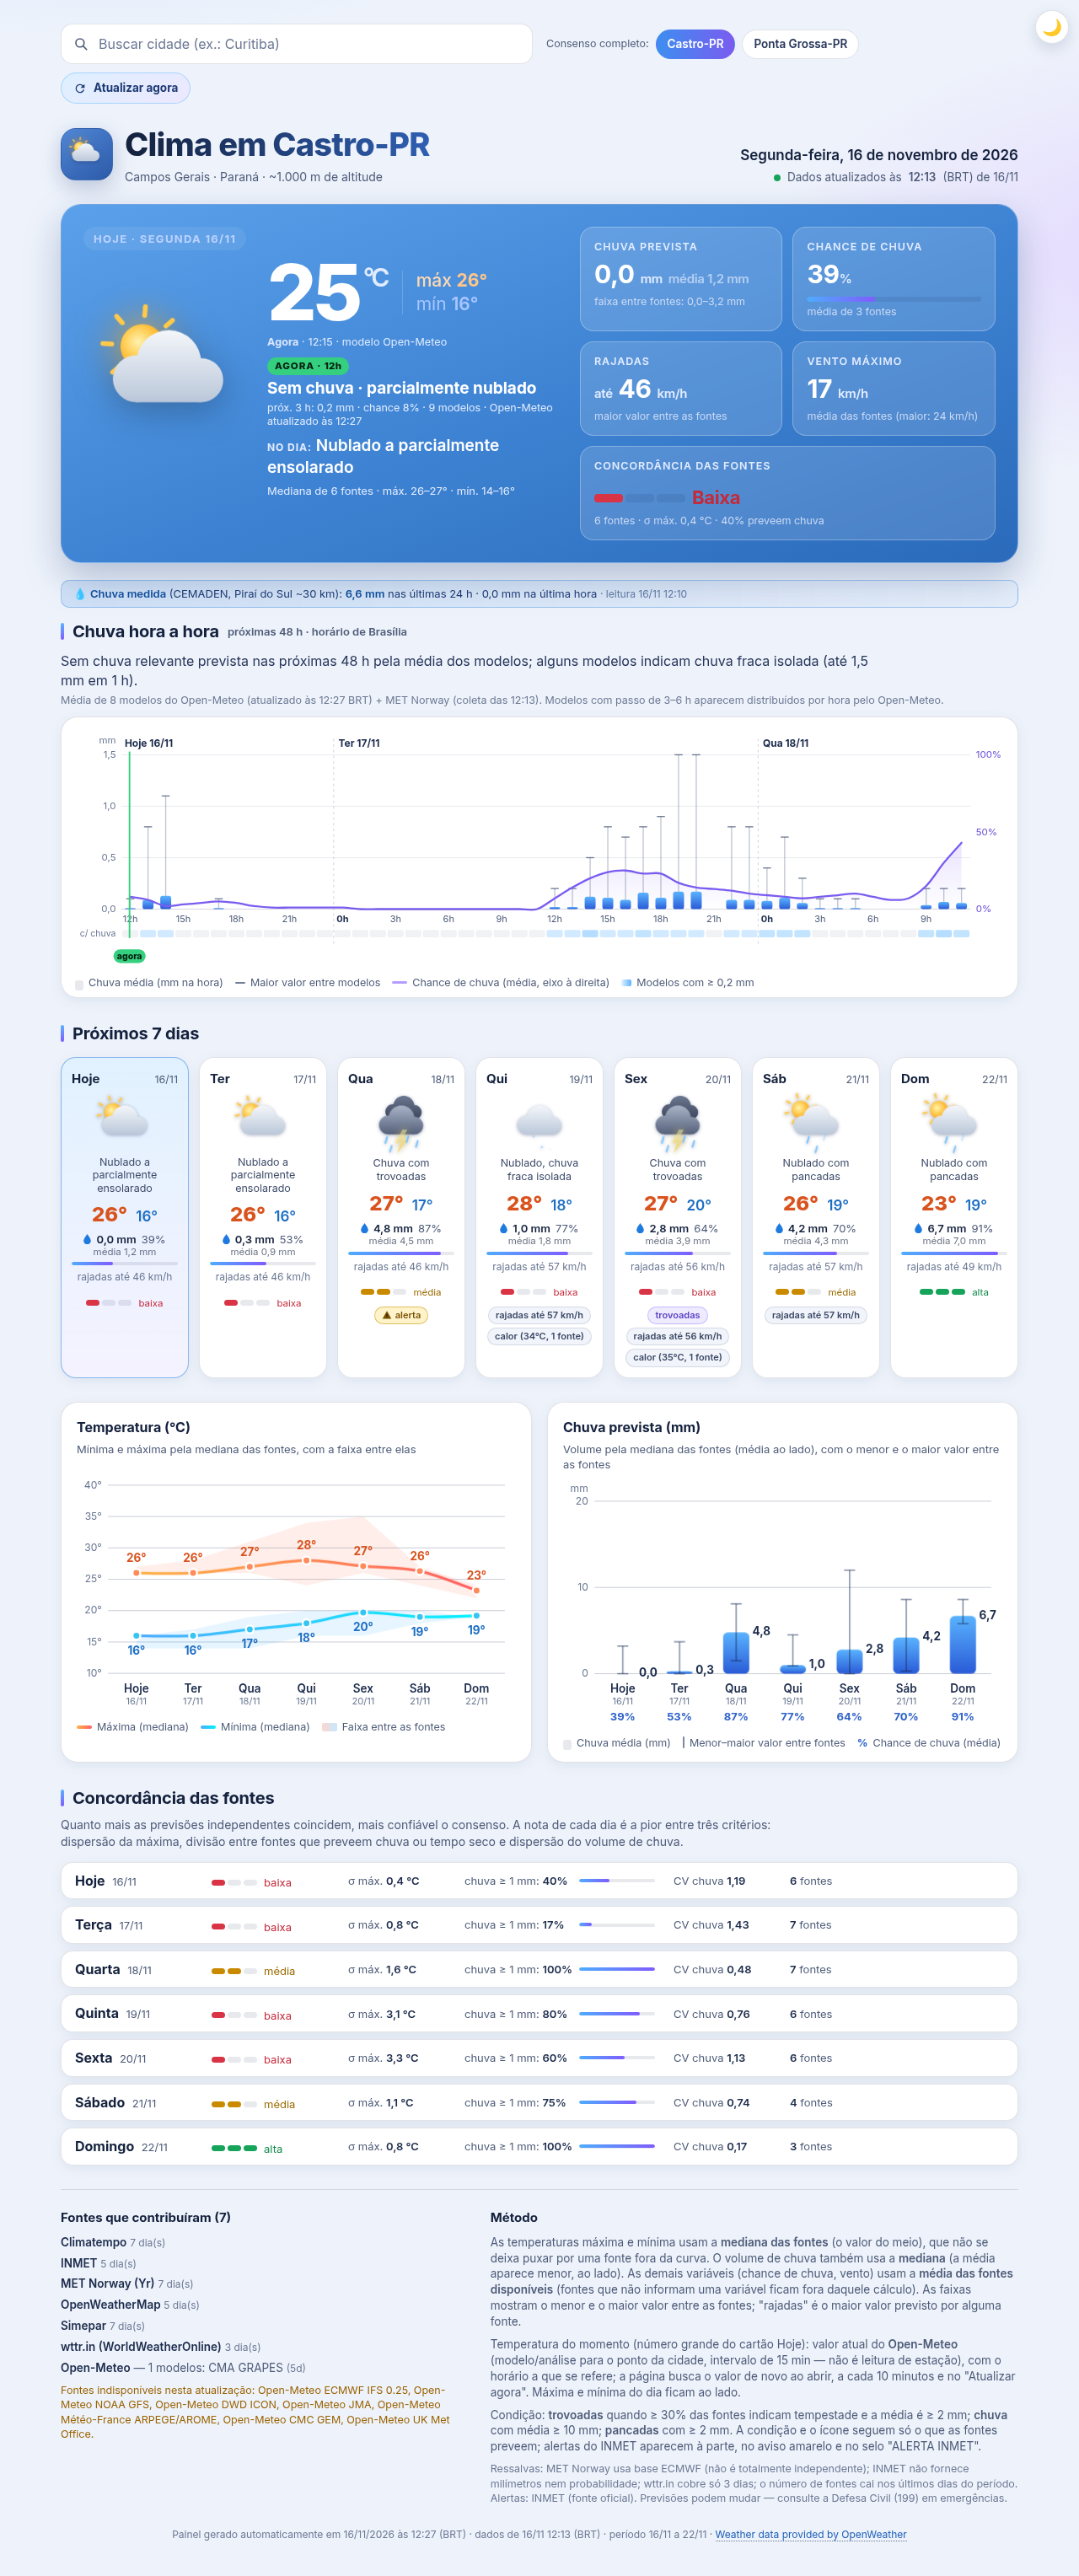 Buscar cidade (ex.: Curitiba)
Consenso completo: Castro-PR Ponta Grossa-PR
Atualizar agora
Clima em Castro-PR
Campos Gerais · Paraná · ~1.000 m de altitude
Segunda-feira, 16 de novembro de 2026
Dados atualizados às 12:13 (BRT) de 16/11
HOJE · SEGUNDA 16/11
25°C
máx 26°
mín 16°
Agora · 12:15 · modelo Open-Meteo
AGORA · 12h
Sem chuva · parcialmente nublado
próx. 3 h: 0,2 mm · chance 8% · 9 modelos · Open-Meteo
atualizado às 12:27
NO DIA: Nublado a parcialmente
ensolarado
Mediana de 6 fontes · máx. 26–27° · mín. 14–16°
CHUVA PREVISTA
0,0 mm média 1,2 mm
faixa entre fontes: 0,0–3,2 mm
CHANCE DE CHUVA
39%
média de 3 fontes
RAJADAS
até 46 km/h
maior valor entre as fontes
VENTO MÁXIMO
17 km/h
média das fontes (maior: 24 km/h)
CONCORDÂNCIA DAS FONTES
Baixa
6 fontes · σ máx. 0,4 °C · 40% preveem chuva
Chuva medida (CEMADEN, Piraí do Sul ~30 km): 6,6 mm nas últimas 24 h · 0,0 mm na última hora · leitura 16/11 12:10
Chuva hora a hora próximas 48 h · horário de Brasília
Sem chuva relevante prevista nas próximas 48 h pela média dos modelos; alguns modelos indicam chuva fraca isolada (até 1,5
mm em 1 h).
Média de 8 modelos do Open-Meteo (atualizado às 12:27 BRT) + MET Norway (coleta das 12:13). Modelos com passo de 3–6 h aparecem distribuídos por hora pelo Open-Meteo.
mm Hoje 16/11 Ter 17/11 Qua 18/11
1,5 100%
1,0
50%
0,5
0,0 0%
12h 15h 18h 21h 0h 3h 6h 9h 12h 15h 18h 21h 0h 3h 6h 9h
c/ chuva
agora
Chuva média (mm na hora) Maior valor entre modelos Chance de chuva (média, eixo à direita) Modelos com ≥ 0,2 mm
Próximos 7 dias
Hoje 16/11
Nublado a
parcialmente
ensolarado
26° 16°
0,0 mm 39%
média 1,2 mm
rajadas até 46 km/h
baixa
Ter 17/11
Nublado a
parcialmente
ensolarado
26° 16°
0,3 mm 53%
média 0,9 mm
rajadas até 46 km/h
baixa
Qua 18/11
Chuva com
trovoadas
27° 17°
4,8 mm 87%
média 4,5 mm
rajadas até 46 km/h
média
alerta
Qui 19/11
Nublado, chuva
fraca isolada
28° 18°
1,0 mm 77%
média 1,8 mm
rajadas até 57 km/h
baixa
rajadas até 57 km/h
calor (34°C, 1 fonte)
Sex 20/11
Chuva com
trovoadas
27° 20°
2,8 mm 64%
média 3,9 mm
rajadas até 56 km/h
baixa
trovoadas
rajadas até 56 km/h
calor (35°C, 1 fonte)
Sáb 21/11
Nublado com
pancadas
26° 19°
4,2 mm 70%
média 4,3 mm
rajadas até 57 km/h
média
rajadas até 57 km/h
Dom 22/11
Nublado com
pancadas
23° 19°
6,7 mm 91%
média 7,0 mm
rajadas até 49 km/h
alta
Temperatura (°C)
Mínima e máxima pela mediana das fontes, com a faixa entre elas
40°
35°
30°
25°
20°
15°
10°
26° 26° 27° 28° 27° 26° 23°
16° 16° 17° 18° 20° 19° 19°
Hoje Ter Qua Qui Sex Sáb Dom
16/11 17/11 18/11 19/11 20/11 21/11 22/11
Máxima (mediana) Mínima (mediana) Faixa entre as fontes
Chuva prevista (mm)
Volume pela mediana das fontes (média ao lado), com o menor e o maior valor entre
as fontes
mm
20
10
0
0,0 0,3 4,8 1,0 2,8 4,2 6,7
Hoje Ter Qua Qui Sex Sáb Dom
16/11 17/11 18/11 19/11 20/11 21/11 22/11
39% 53% 87% 77% 64% 70% 91%
Chuva média (mm) Menor–maior valor entre fontes % Chance de chuva (média)
Concordância das fontes
Quanto mais as previsões independentes coincidem, mais confiável o consenso. A nota de cada dia é a pior entre três critérios:
dispersão da máxima, divisão entre fontes que preveem chuva ou tempo seco e dispersão do volume de chuva.
Hoje 16/11 baixa σ máx. 0,4 °C chuva ≥ 1 mm: 40% CV chuva 1,19 6 fontes
Terça 17/11 baixa σ máx. 0,8 °C chuva ≥ 1 mm: 17% CV chuva 1,43 7 fontes
Quarta 18/11 média σ máx. 1,6 °C chuva ≥ 1 mm: 100% CV chuva 0,48 7 fontes
Quinta 19/11 baixa σ máx. 3,1 °C chuva ≥ 1 mm: 80% CV chuva 0,76 6 fontes
Sexta 20/11 baixa σ máx. 3,3 °C chuva ≥ 1 mm: 60% CV chuva 1,13 6 fontes
Sábado 21/11 média σ máx. 1,1 °C chuva ≥ 1 mm: 75% CV chuva 0,74 4 fontes
Domingo 22/11 alta σ máx. 0,8 °C chuva ≥ 1 mm: 100% CV chuva 0,17 3 fontes
Fontes que contribuíram (7)
Climatempo 7 dia(s)
INMET 5 dia(s)
MET Norway (Yr) 7 dia(s)
OpenWeatherMap 5 dia(s)
Simepar 7 dia(s)
wttr.in (WorldWeatherOnline) 3 dia(s)
Open-Meteo — 1 modelos: CMA GRAPES (5d)
Fontes indisponíveis nesta atualização: Open-Meteo ECMWF IFS 0.25, Open-
Meteo NOAA GFS, Open-Meteo DWD ICON, Open-Meteo JMA, Open-Meteo
Météo-France ARPEGE/AROME, Open-Meteo CMC GEM, Open-Meteo UK Met
Office.
Método
As temperaturas máxima e mínima usam a mediana das fontes (o valor do meio), que não se
deixa puxar por uma fonte fora da curva. O volume de chuva também usa a mediana (a média
aparece menor, ao lado). As demais variáveis (chance de chuva, vento) usam a média das fontes
disponíveis (fontes que não informam uma variável ficam fora daquele cálculo). As faixas
mostram o menor e o maior valor entre as fontes; "rajadas" é o maior valor previsto por alguma
fonte.
Temperatura do momento (número grande do cartão Hoje): valor atual do Open-Meteo
(modelo/análise para o ponto da cidade, intervalo de 15 min — não é leitura de estação), com o
horário a que se refere; a página busca o valor de novo ao abrir, a cada 10 minutos e no "Atualizar
agora". Máxima e mínima do dia ficam ao lado.
Condição: trovoadas quando ≥ 30% das fontes indicam tempestade e a média é ≥ 2 mm; chuva
com média ≥ 10 mm; pancadas com ≥ 2 mm. A condição e o ícone seguem só o que as fontes
preveem; alertas do INMET aparecem à parte, no aviso amarelo e no selo "ALERTA INMET".
Ressalvas: MET Norway usa base ECMWF (não é totalmente independente); INMET não fornece
milímetros nem probabilidade; wttr.in cobre só 3 dias; o número de fontes cai nos últimos dias do período.
Alertas: INMET (fonte oficial). Previsões podem mudar — consulte a Defesa Civil (199) em emergências.
Painel gerado automaticamente em 16/11/2026 às 12:27 (BRT) · dados de 16/11 12:13 (BRT) · período 16/11 a 22/11 · Weather data provided by OpenWeather